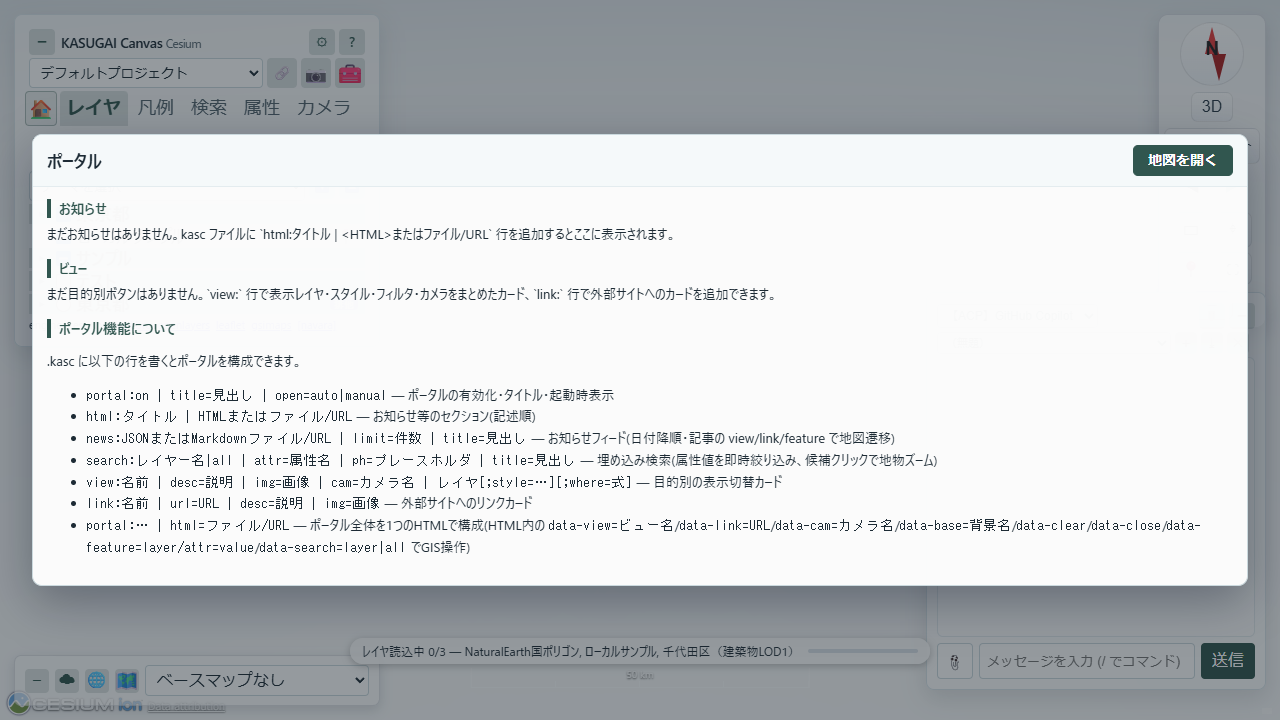 KASUGAI Canvas Cesium
?
デフォルトプロジェクト
レイヤ 凡例 検索 属性 カメラ
N
3D
ポータル
地図を開く
お知らせ
まだお知らせはありません。kasc ファイルに `html:タイトル | <HTML>またはファイル/URL` 行を追加するとここに表示されます。
ビュー
まだ目的別ボタンはありません。`view:` 行で表示レイヤ・スタイル・フィルタ・カメラをまとめたカード、`link:` 行で外部サイトへのカードを追加できます。
ポータル機能について
.kasc に以下の行を書くとポータルを構成できます。
• portal:on | title=見出し | open=auto|manual — ポータルの有効化・タイトル・起動時表示
• html:タイトル | HTMLまたはファイル/URL — お知らせ等のセクション(記述順)
• news:JSONまたはMarkdownファイル/URL | limit=件数 | title=見出し — お知らせフィード(日付降順・記事の view/link/feature で地図遷移)
• search:レイヤー名|all | attr=属性名 | ph=プレースホルダ | title=見出し — 埋め込み検索(属性値を即時絞り込み、候補クリックで地物ズーム)
• view:名前 | desc=説明 | img=画像 | cam=カメラ名 | レイヤ[;style=…][;where=式] — 目的別の表示切替カード
• link:名前 | url=URL | desc=説明 | img=画像 — 外部サイトへのリンクカード
• portal:… | html=ファイル/URL — ポータル全体を1つのHTMLで構成(HTML内の data-view=ビュー名/data-link=URL/data-cam=カメラ名/data-base=背景名/data-clear/data-close/data-
feature=layer/attr=value/data-search=layer|all でGIS操作)
レイヤ読込中 0/3 — NaturalEarth国ポリゴン, ローカルサンプル, 千代田区（建築物LOD1）
メッセージを入力 (/ でコマンド)
送信
ベースマップなし
50 km
CESIUM ion
Data attribution